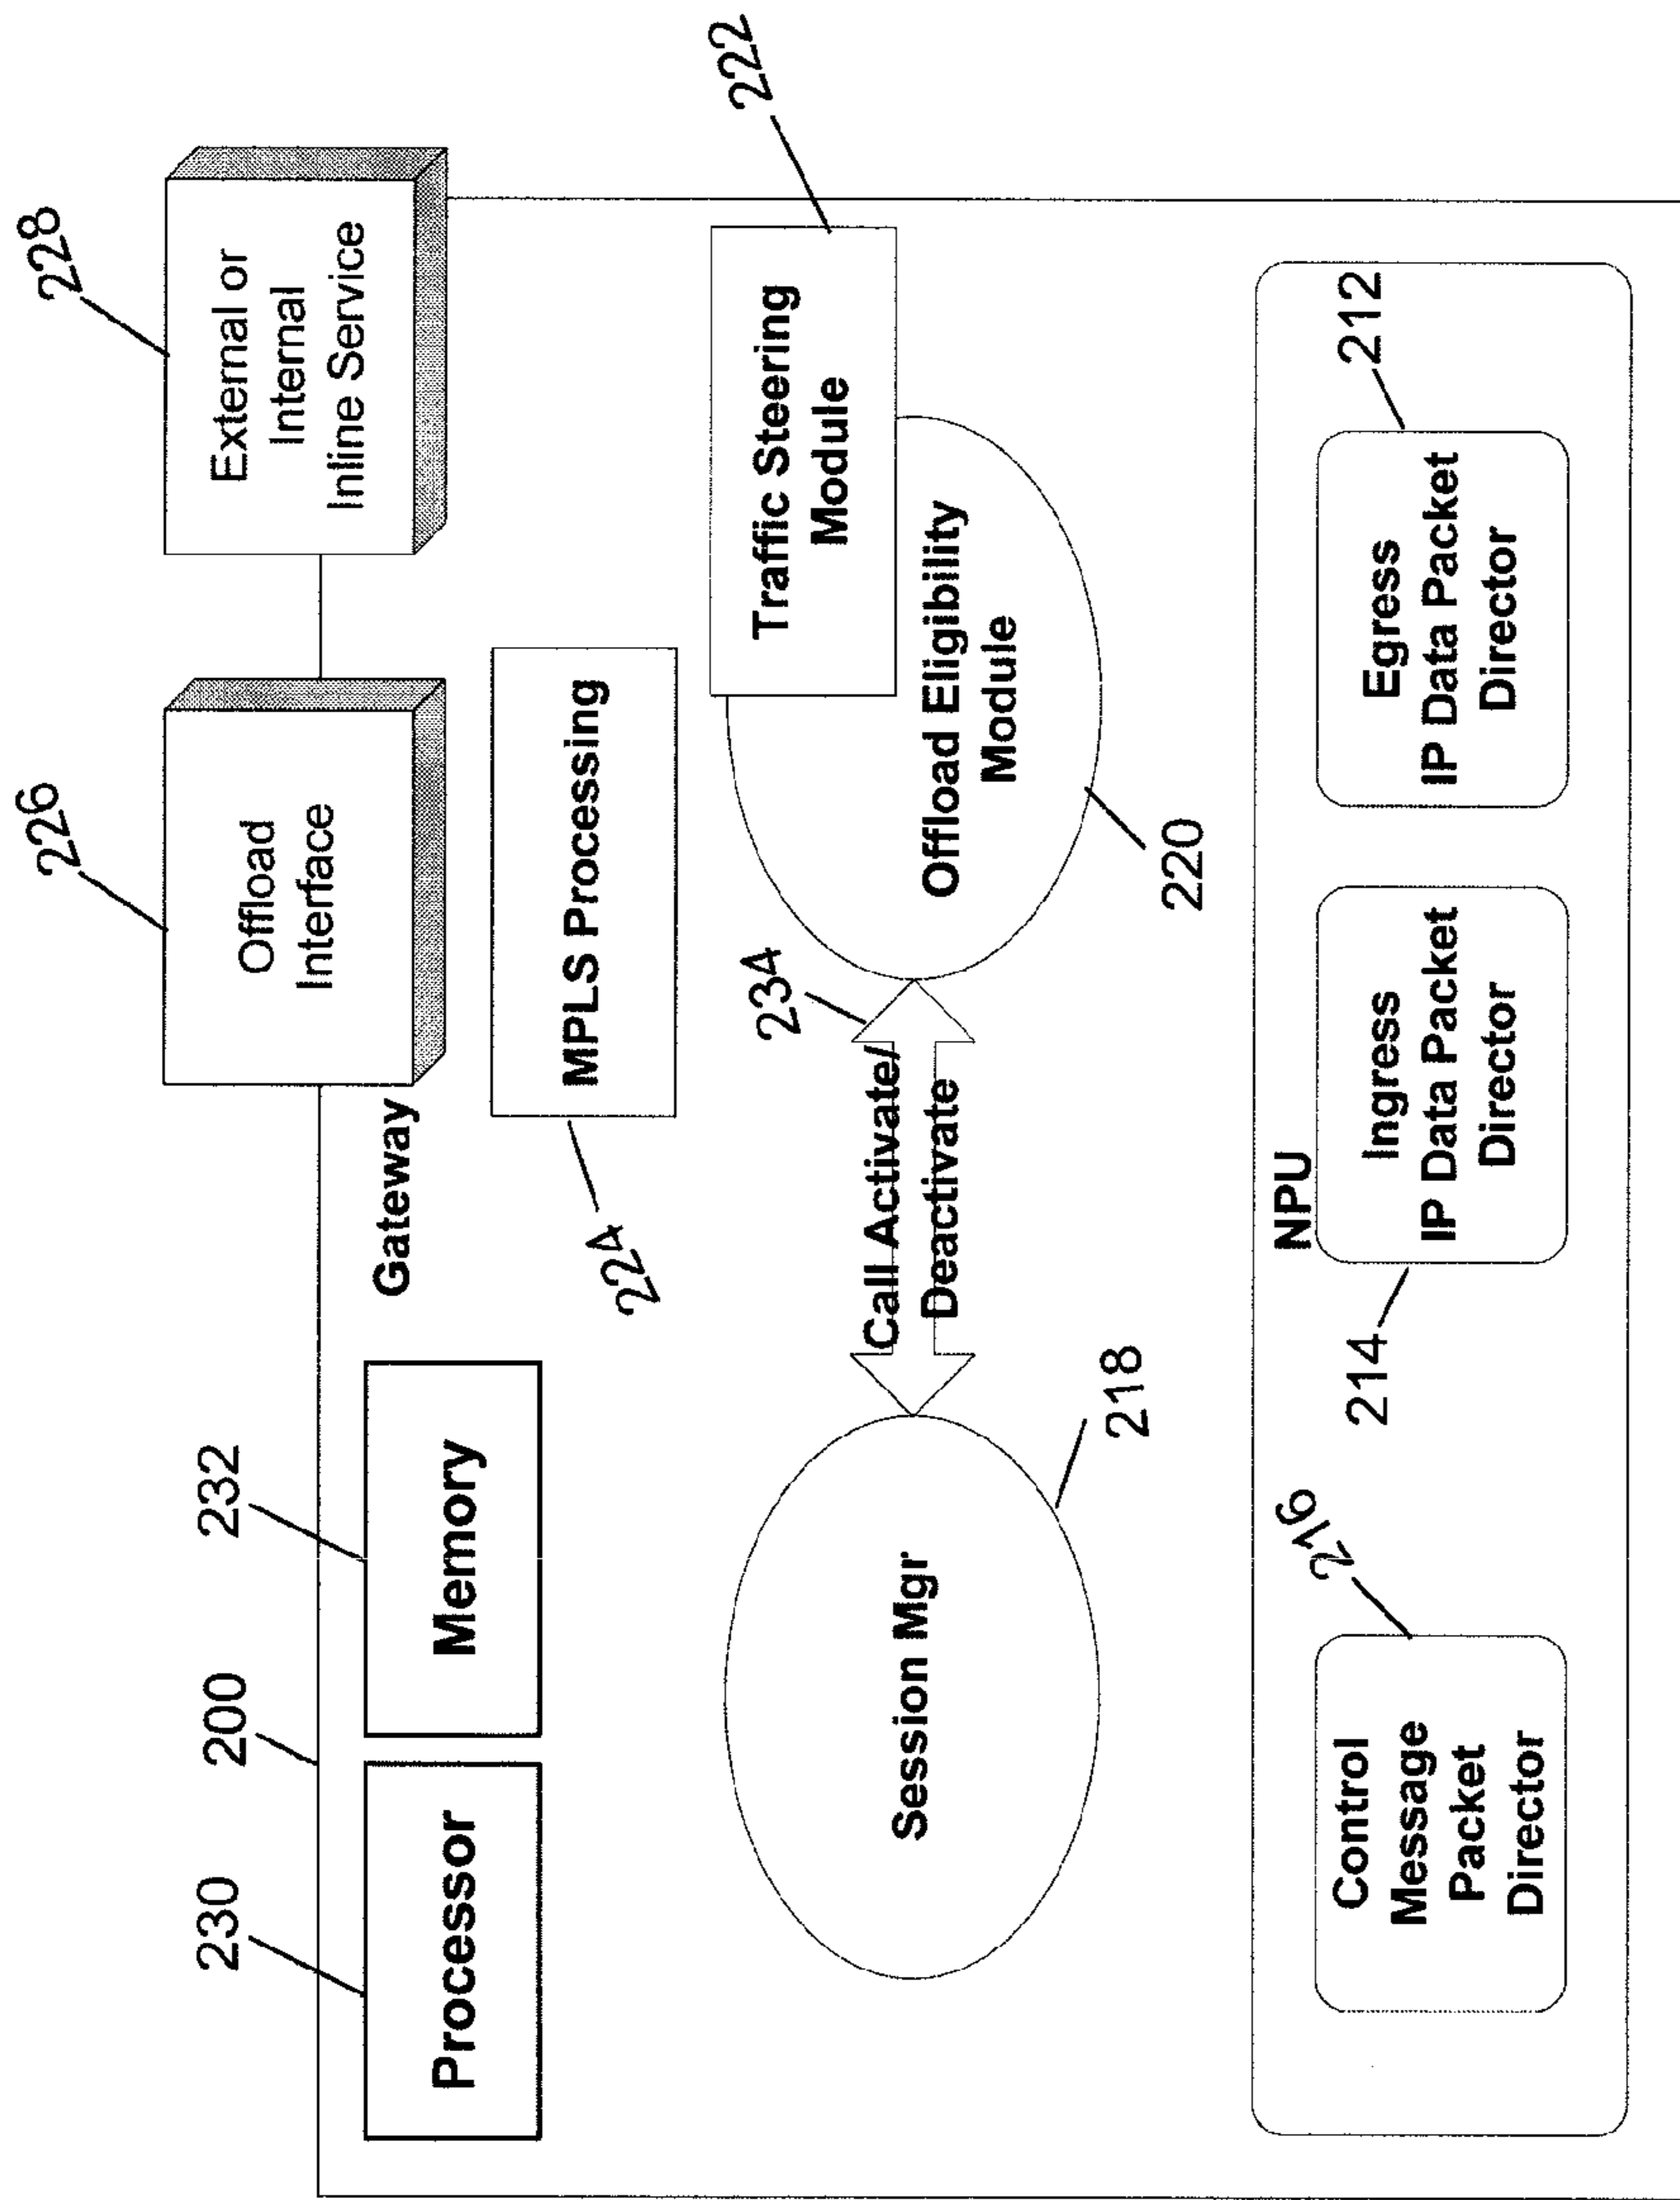 226
228
Offload
Interface
External or
Internal
Inline Service
230
200
232
Processor
Memory
Gateway
MPLS Processing
224
222
Traffic Steering
Module
Session Mgr
218
Call Activate/
Deactivate
234
Offload Eligibility
Module
220
NPU
216
Control
Message
Packet
Director
214
Ingress
IP Data Packet
Director
212
Egress
IP Data Packet
Director